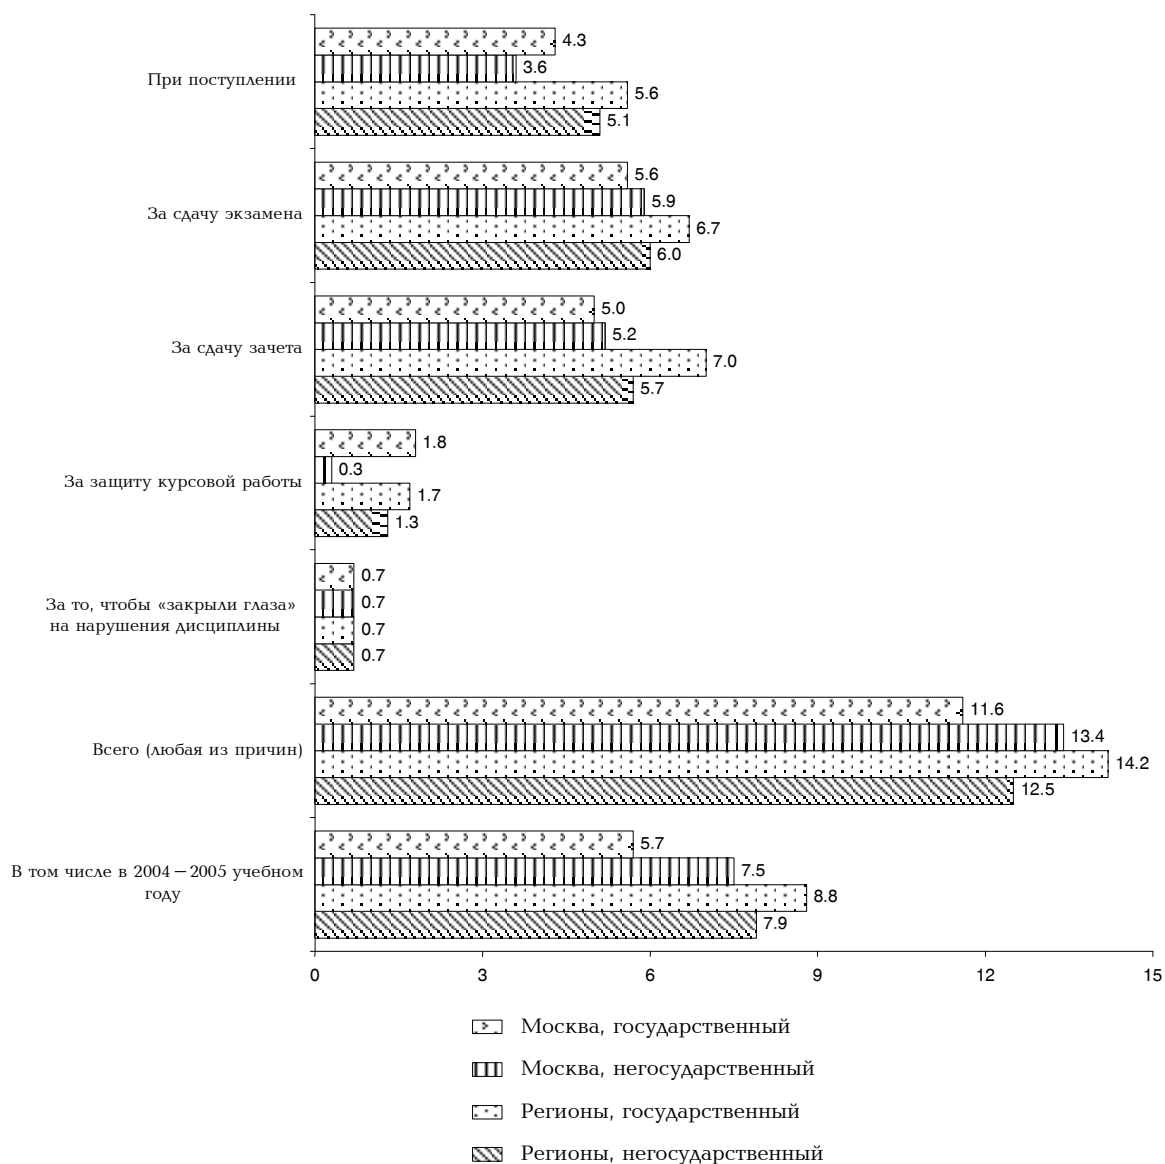 4.3
При поступлении
3.6
5.6
5.1
5.6
За сдачу экзамена
5.9
6.7
6.0
5.0
За сдачу зачета
5.2
7.0
5.7
1.8
За защиту курсовой работы
0.3
1.7
1.3
0.7
За то, чтобы «закрыли глаза»
на нарушения дисциплины
0.7
0.7
0.7
11.6
Всего (любая из причин)
13.4
14.2
12.5
5.7
В том числе в 2004 – 2005 учебном
году
7.5
8.8
7.9
0 3 6 9 12 15
Москва, государственный
Москва, негосударственный
Регионы, государственный
Регионы, негосударственный